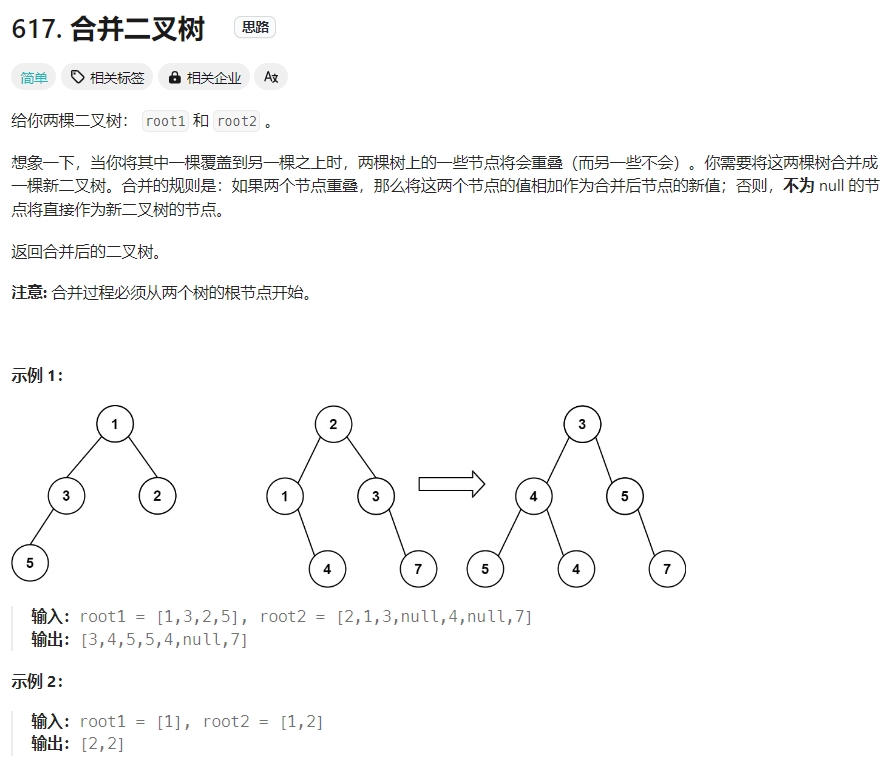 617. 合并二叉树 思路
简单 相关标签 相关企业 Ax
给你两棵二叉树： root1 和 root2 。
想象一下，当你将其中一棵覆盖到另一棵之上时，两棵树上的一些节点将会重叠（而另一些不会）。你需要将这两棵树合并成
一棵新二叉树。合并的规则是：如果两个节点重叠，那么将这两个节点的值相加作为合并后节点的新值；否则，不为 null 的节
点将直接作为新二叉树的节点。
返回合并后的二叉树。
注意: 合并过程必须从两个树的根节点开始。
示例 1：
1 2 3
3 2 1 3 4 5
5 4 7 5 4 7
输入：root1 = [1,3,2,5], root2 = [2,1,3,null,4,null,7]
输出：[3,4,5,5,4,null,7]
示例 2：
输入：root1 = [1], root2 = [1,2]
输出：[2,2]